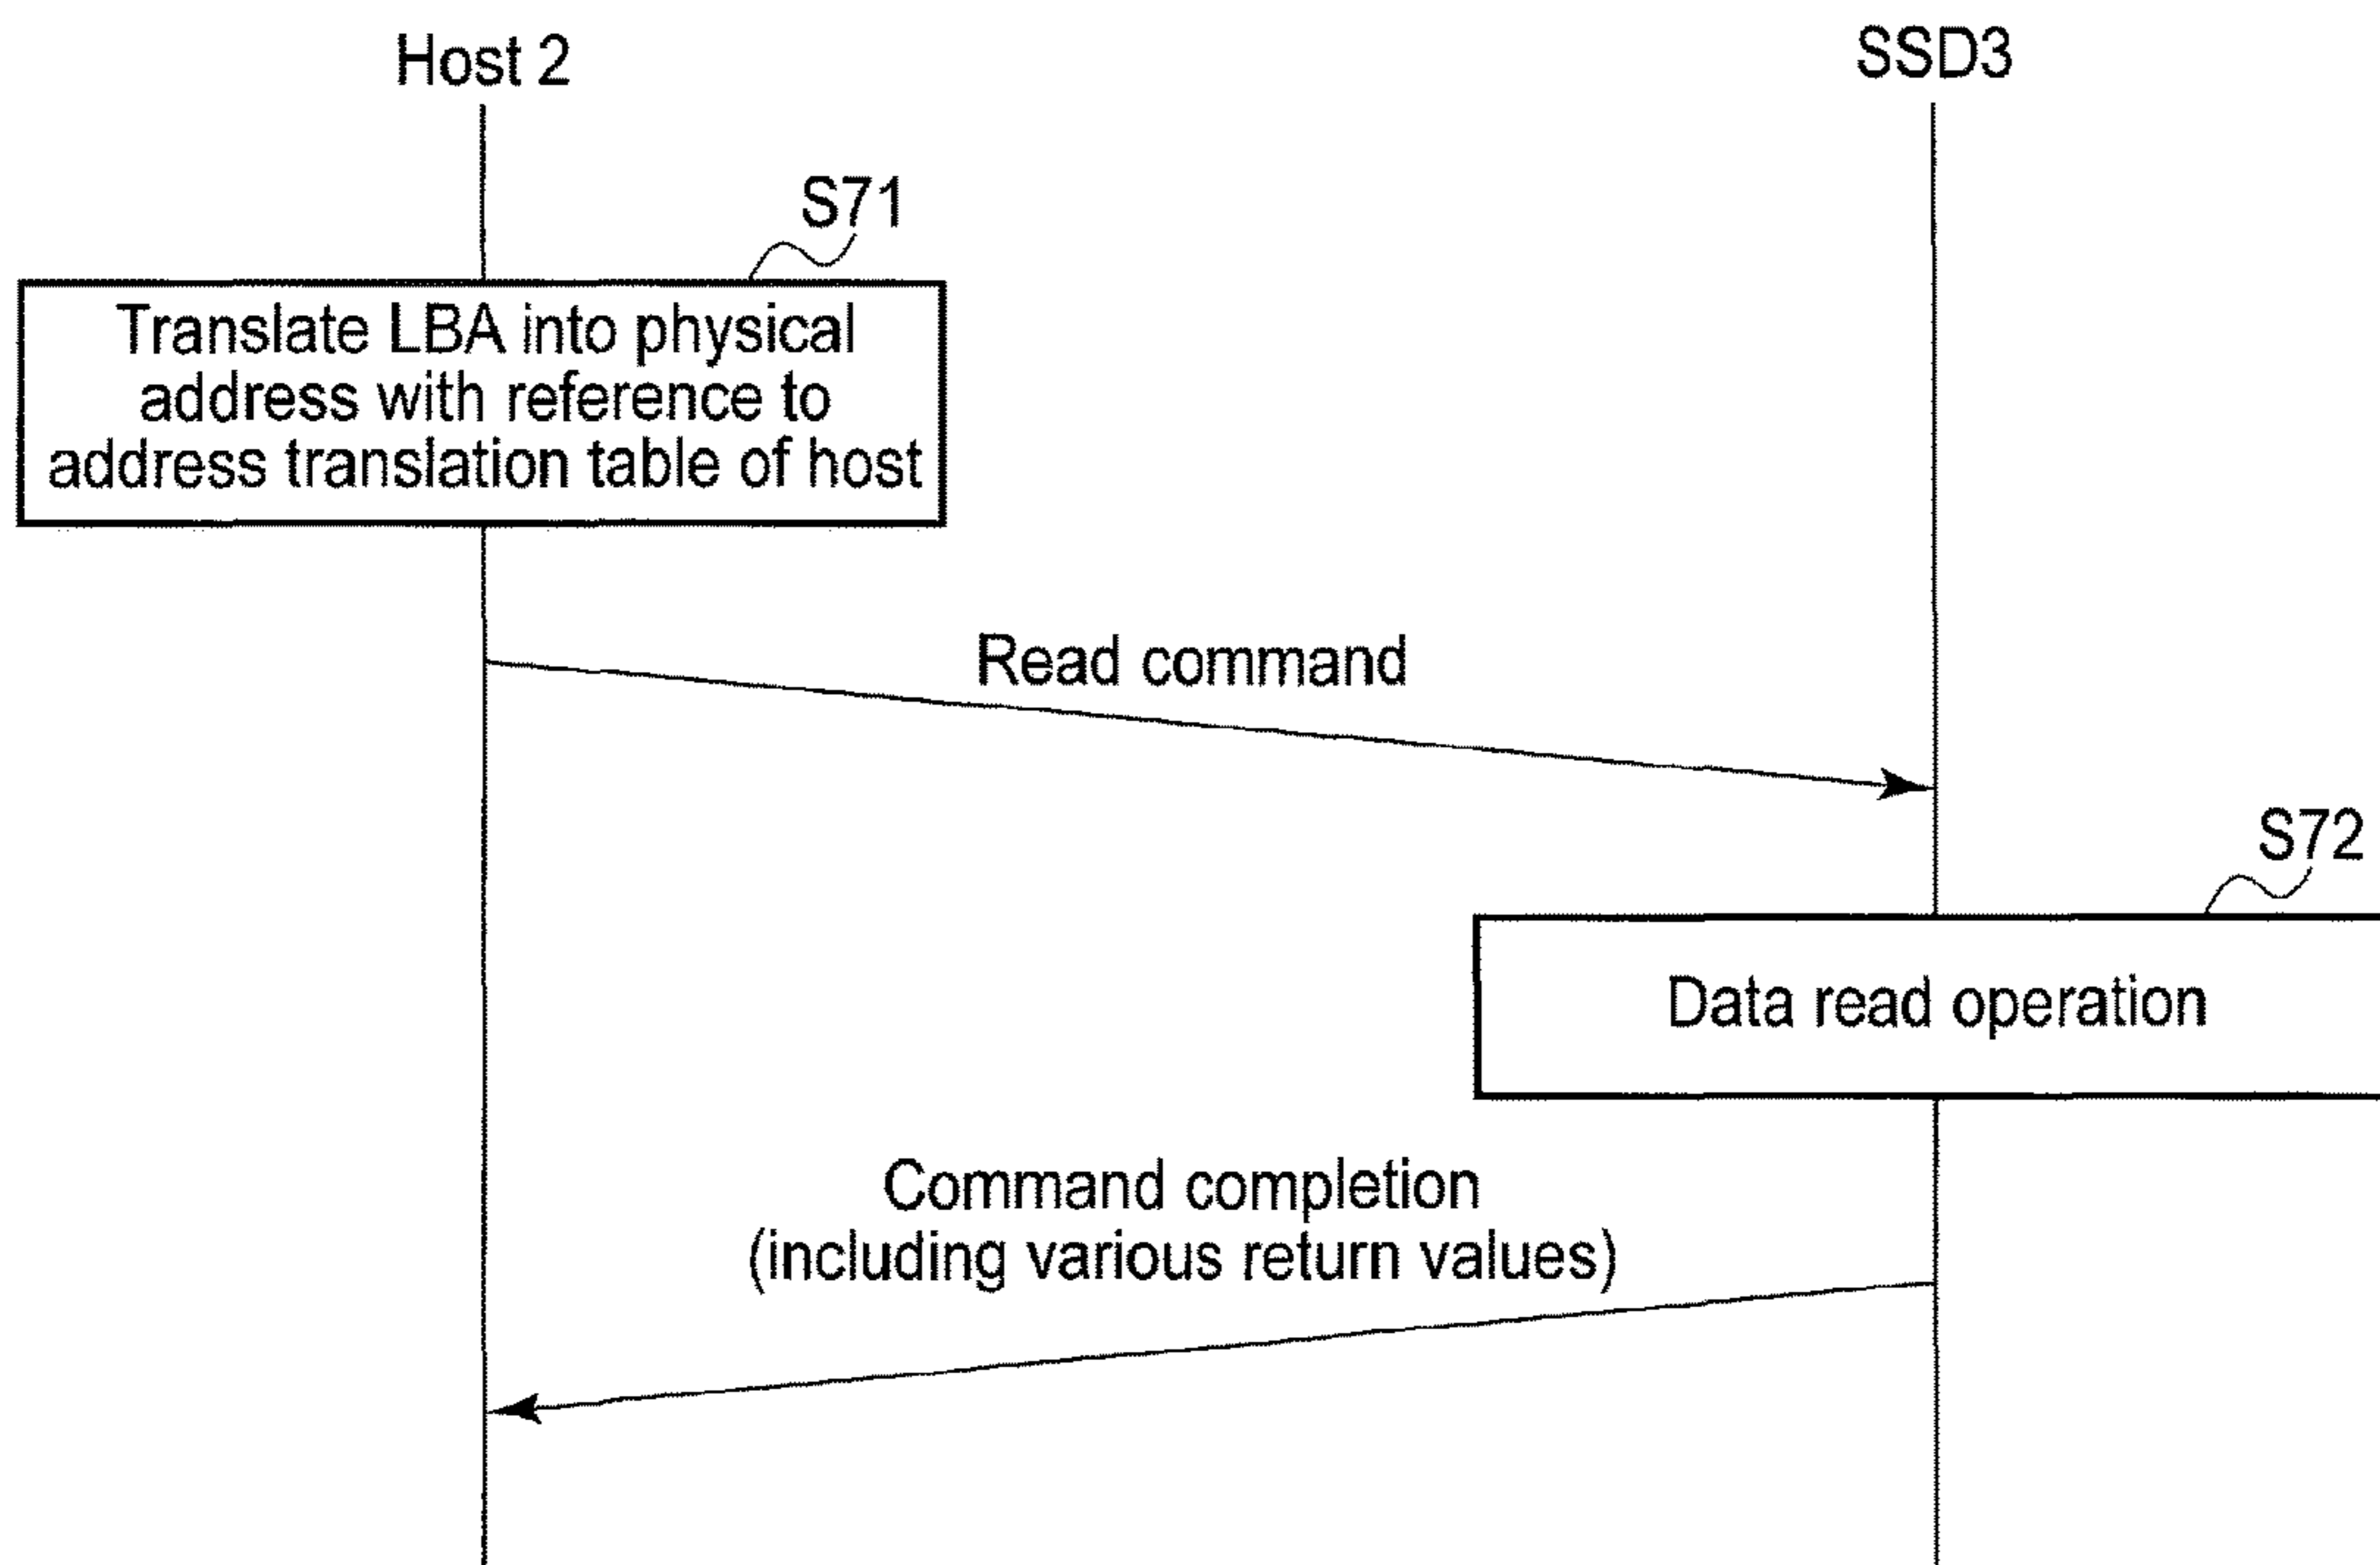 Host 2
SSD3
S71
Translate LBA into physical
address with reference to
address translation table of host
Read command
S72
Data read operation
Command completion
(including various return values)